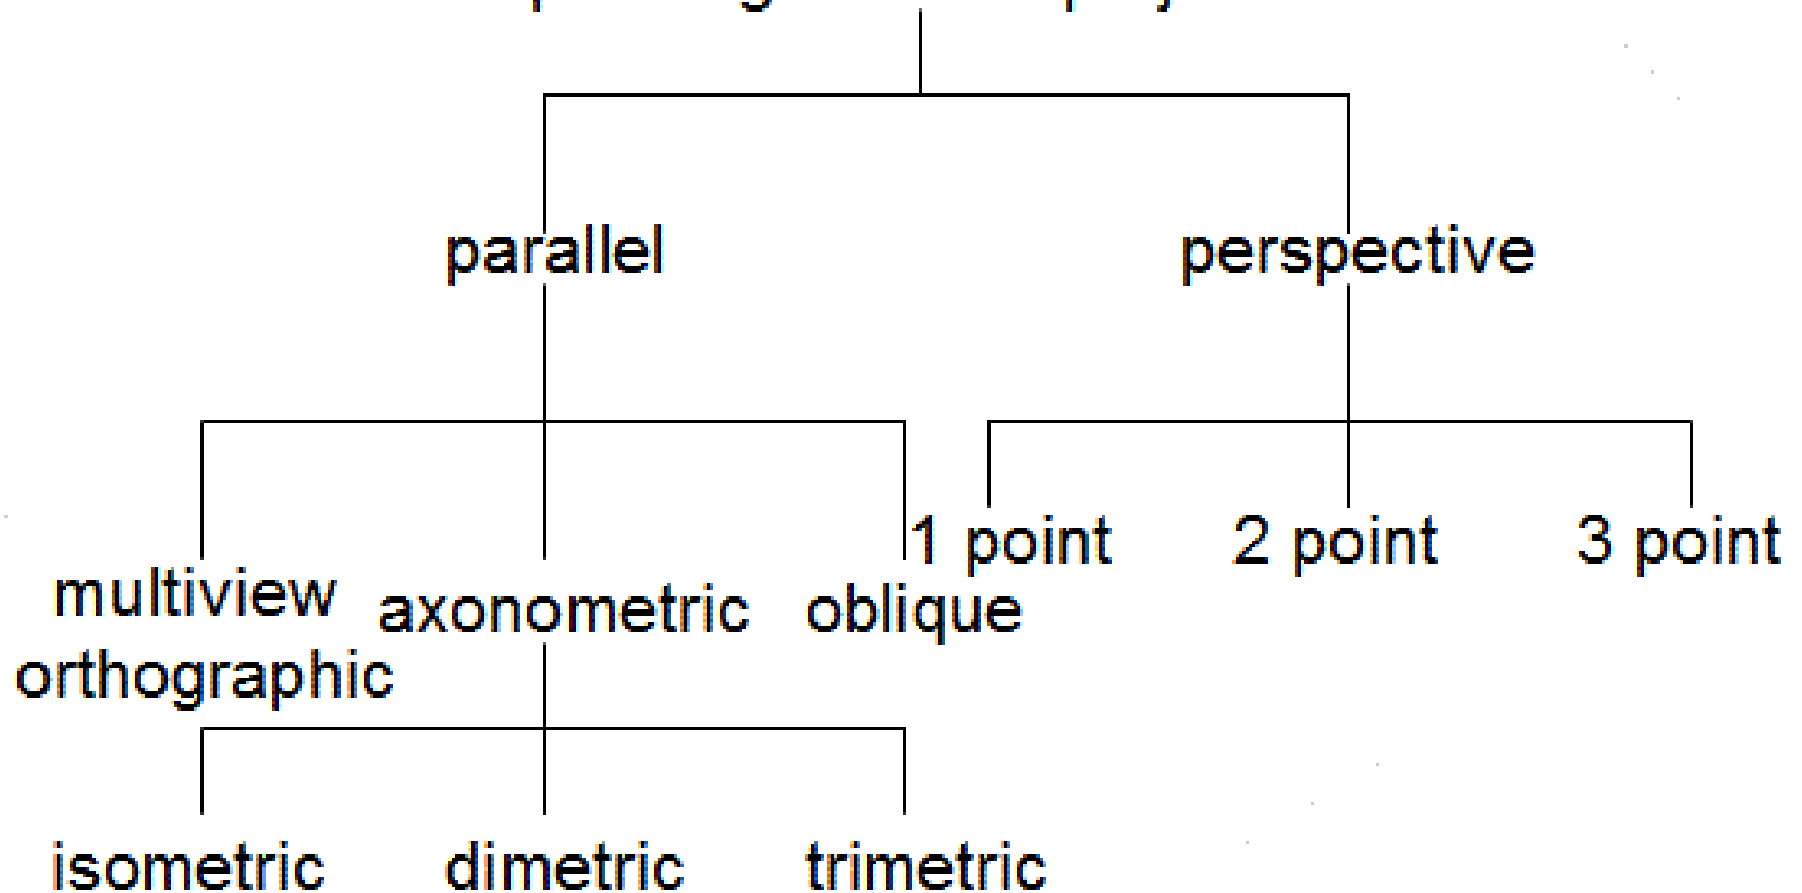 parallel perspective
1 point 2 point 3 point
multiview axonometric oblique
orthographic
isometric dimetric trimetric